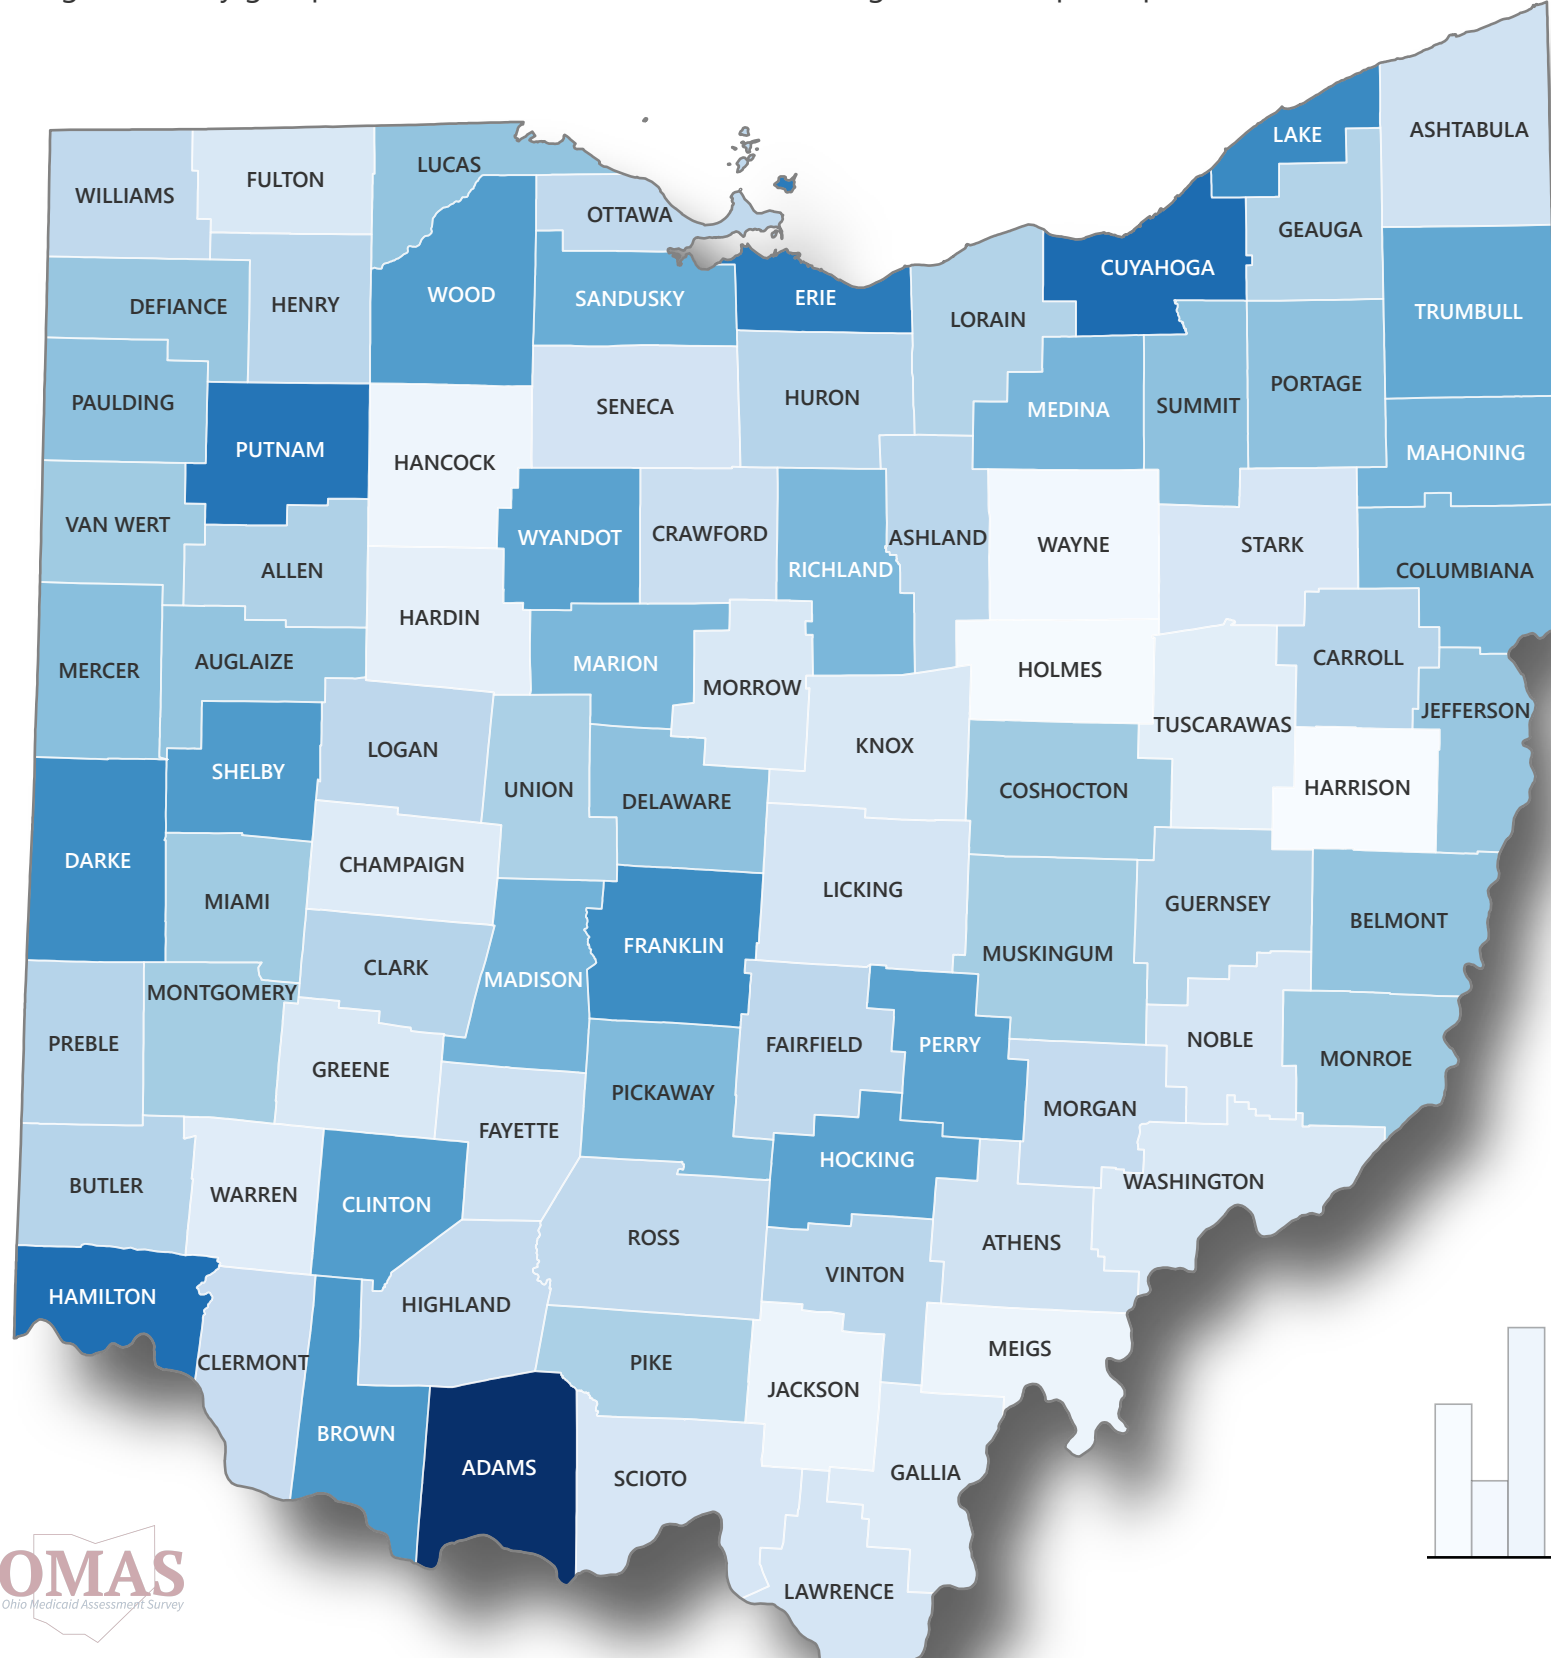 ASHTABULA
LAKE
LUCAS
FULTON
WILLIAMS
OTTAWA
GEAUGA
CUYAHOGA
WOOD
SANDUSKY
ERIE
HENRY
DEFIANCE
LORAIN
TRUMBULL
PORTAGE
HURON
PAULDING
SENECA
MEDINA
SUMMIT
PUTNAM
MAHONING
HANCOCK
VAN WERT
CRAWFORD
WYANDOT
ASHLAND
WAYNE
STARK
ALLEN
RICHLAND
COLUMBIANA
HARDIN
CARROLL
AUGLAIZE
MARION
MERCER
HOLMES
MORROW
JEFFERSON
TUSCARAWAS
LOGAN
KNOX
SHELBY
UNION
COSHOCTON
HARRISON
DELAWARE
DARKE
CHAMPAIGN
LICKING
MIAMI
GUERNSEY
BELMONT
FRANKLIN
MUSKINGUM
CLARK
MADISON
MONTGOMERY
NOBLE
PREBLE
FAIRFIELD
PERRY
MONROE
GREENE
PICKAWAY
MORGAN
FAYETTE
HOCKING
WASHINGTON
BUTLER
WARREN
CLINTON
ROSS
ATHENS
VINTON
HAMILTON
HIGHLAND
MEIGS
CLERMONT
PIKE
JACKSON
BROWN
ADAMS
GALLIA
SCIOTO
LAWRENCE
OMAS
Ohio Medicaid Assessment Survey